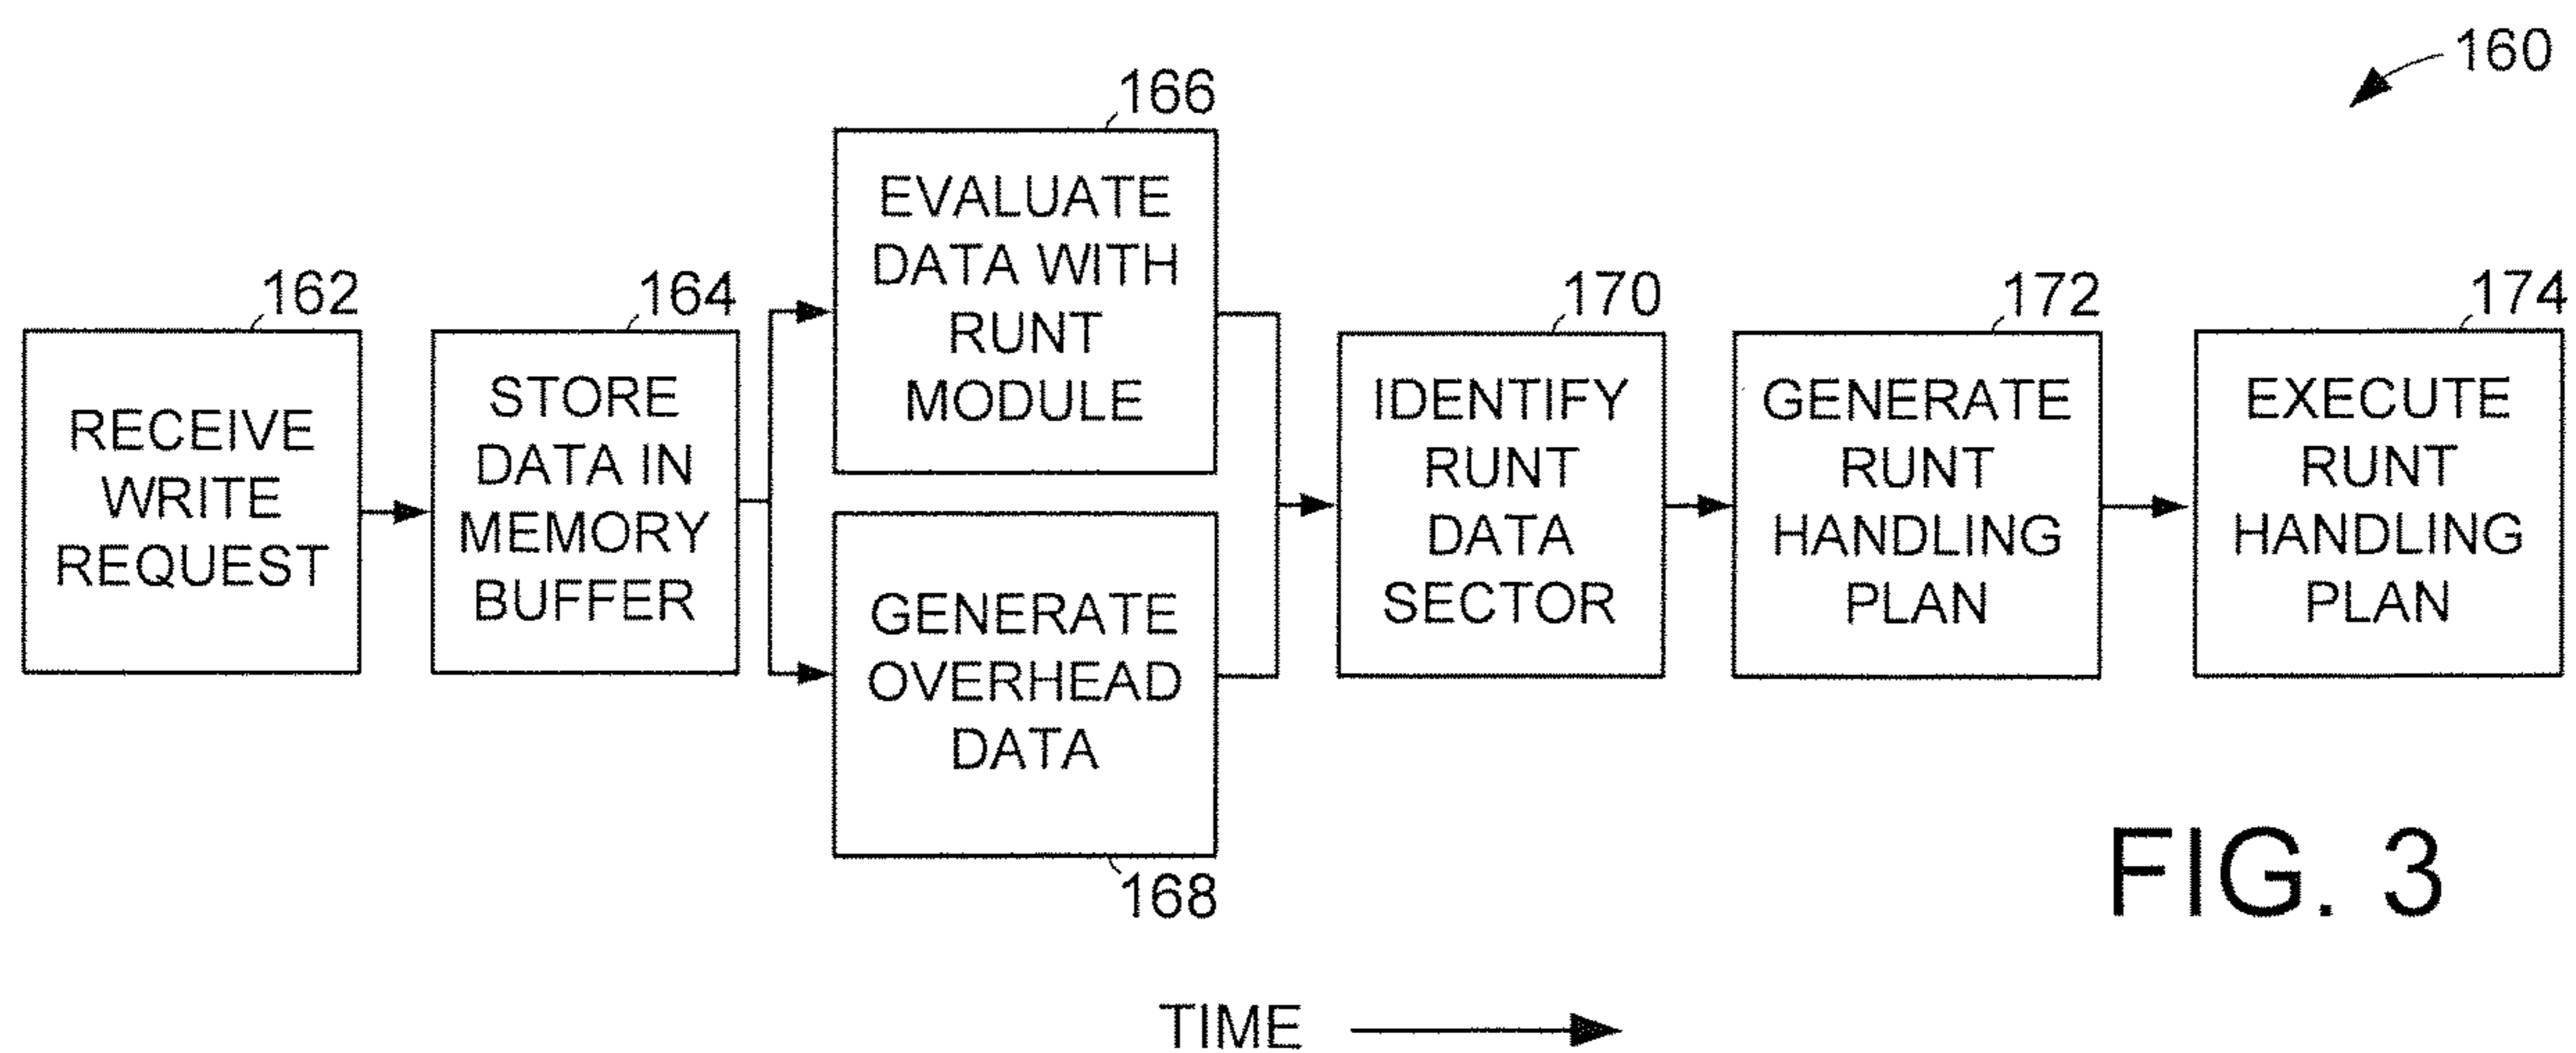 160
162
RECEIVE
WRITE
REQUEST
164
STORE
DATA IN
MEMORY
BUFFER
166
EVALUATE
DATA WITH
RUNT
MODULE
GENERATE
OVERHEAD
DATA
168
170
IDENTIFY
RUNT
DATA
SECTOR
172
GENERATE
RUNT
HANDLING
PLAN
174
EXECUTE
RUNT
HANDLING
PLAN
FIG. 3
TIME